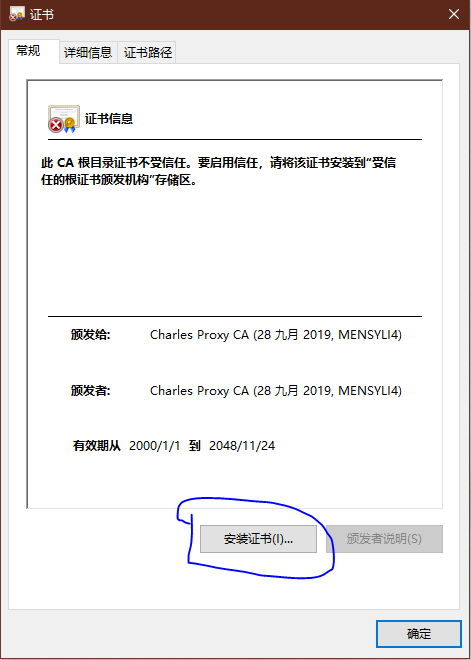 证书
常规 详细信息 证书路径
证书信息
此 CA 根目录证书不受信任。要启用信任，请将该证书安装到“受信
任的根证书颁发机构”存储区。
颁发给: Charles Proxy CA (28 九月 2019, MENSYLI4)
颁发者: Charles Proxy CA (28 九月 2019, MENSYLI4)
有效期从 2000/1/1 到 2048/11/24
安装证书(I)... 颁发者说明(S)
确定